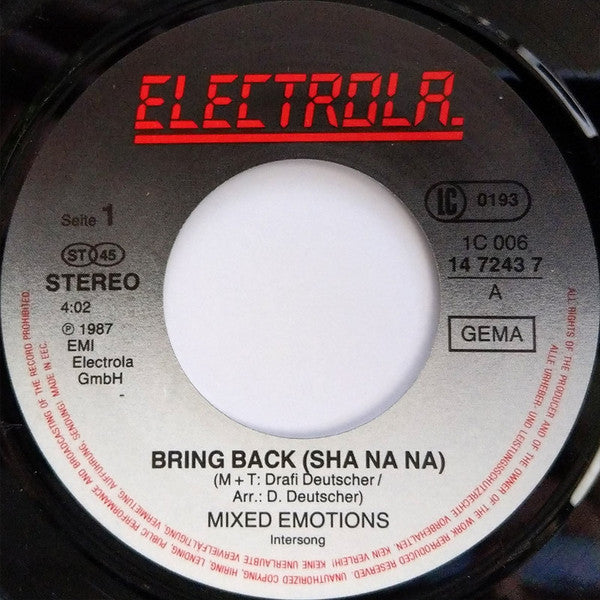 ELECTROLA.
Seite 1
ST 45
STEREO
4:02
℗ 1987
EMI
Electrola
GmbH
LC 0193
1C 006
14 7243 7
A
GEMA
BRING BACK (SHA NA NA)
(M + T: Drafi Deutscher /
Arr.: D. Deutscher)
MIXED EMOTIONS
Intersong
ALL RIGHTS OF THE PRODUCER AND OF THE OWNER OF THE WORK REPRODUCED RESERVED. UNAUTHORIZED COPYING, HIRING, LENDING, PUBLIC PERFORMANCE AND BROADCASTING OF THE RECORD PROHIBITED.
ALLE URHEBER- UND LEISTUNGSSCHUTZRECHTE VORBEHALTEN. KEIN VERLEIH! KEINE UNERLAUBTE VERVIELFÄLTIGUNG, VERMIETUNG, AUFFÜHRUNG, SENDUNG! MADE IN EEC.